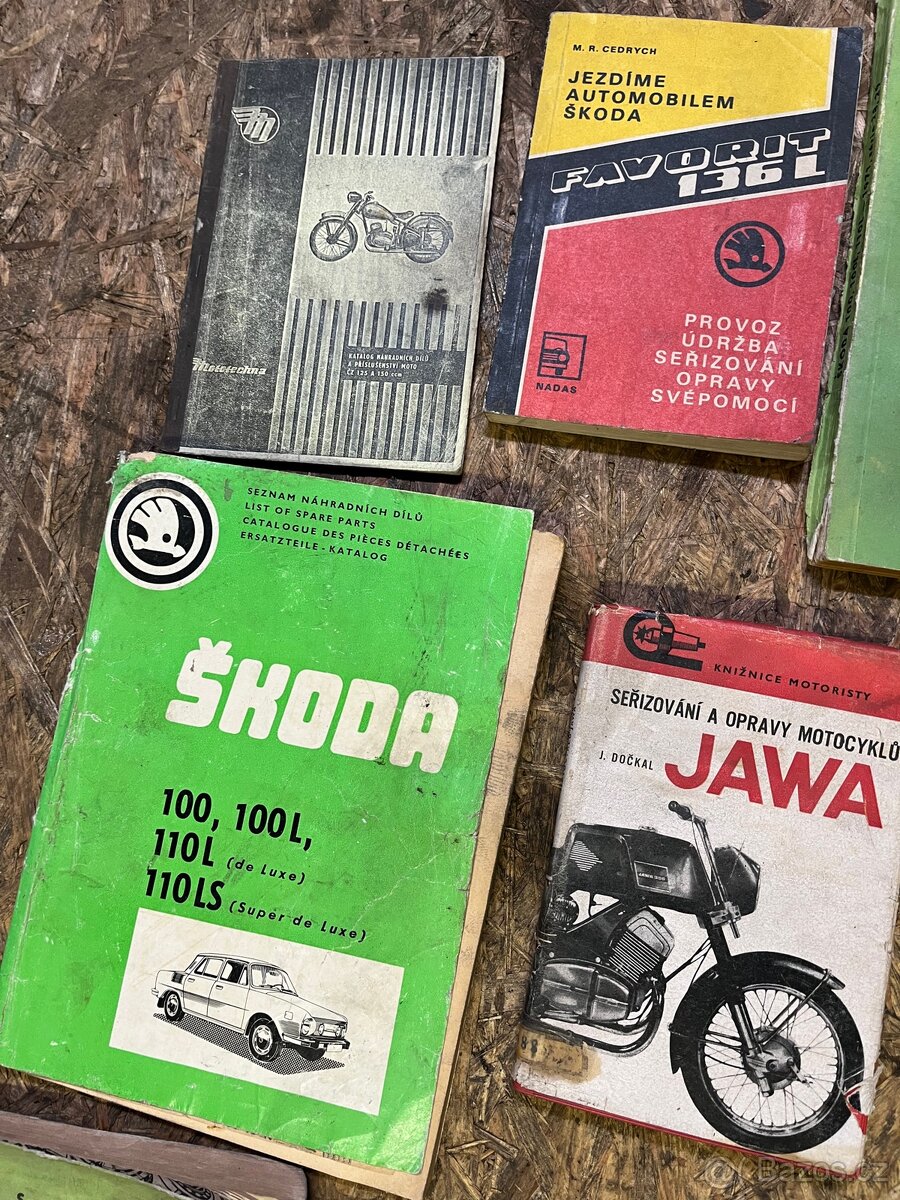 Mototechna
KATALOG NÁHRADNÍCH DÍLŮ
A PŘÍSLUŠENSTVÍ MOTO
ČZ 125 A 150 ccm
M. R. CEDRYCH
JEZDÍME
AUTOMOBILEM
ŠKODA
FAVORIT
136 L
PROVOZ
ÚDRŽBA
SEŘIZOVÁNÍ
OPRAVY
SVÉPOMOCÍ
NADAS
SEZNAM NÁHRADNÍCH DÍLŮ
LIST OF SPARE PARTS
CATALOGUE DES PIÈCES DÉTACHÉES
ERSATZTEILE - KATALOG
ŠKODA
100, 100 L,
110 L (de Luxe)
110 LS (Super de Luxe)
KNIŽNICE MOTORISTY
SEŘIZOVÁNÍ A OPRAVY MOTOCYKLŮ
J. DOČKAL
JAWA
Bazos.cz